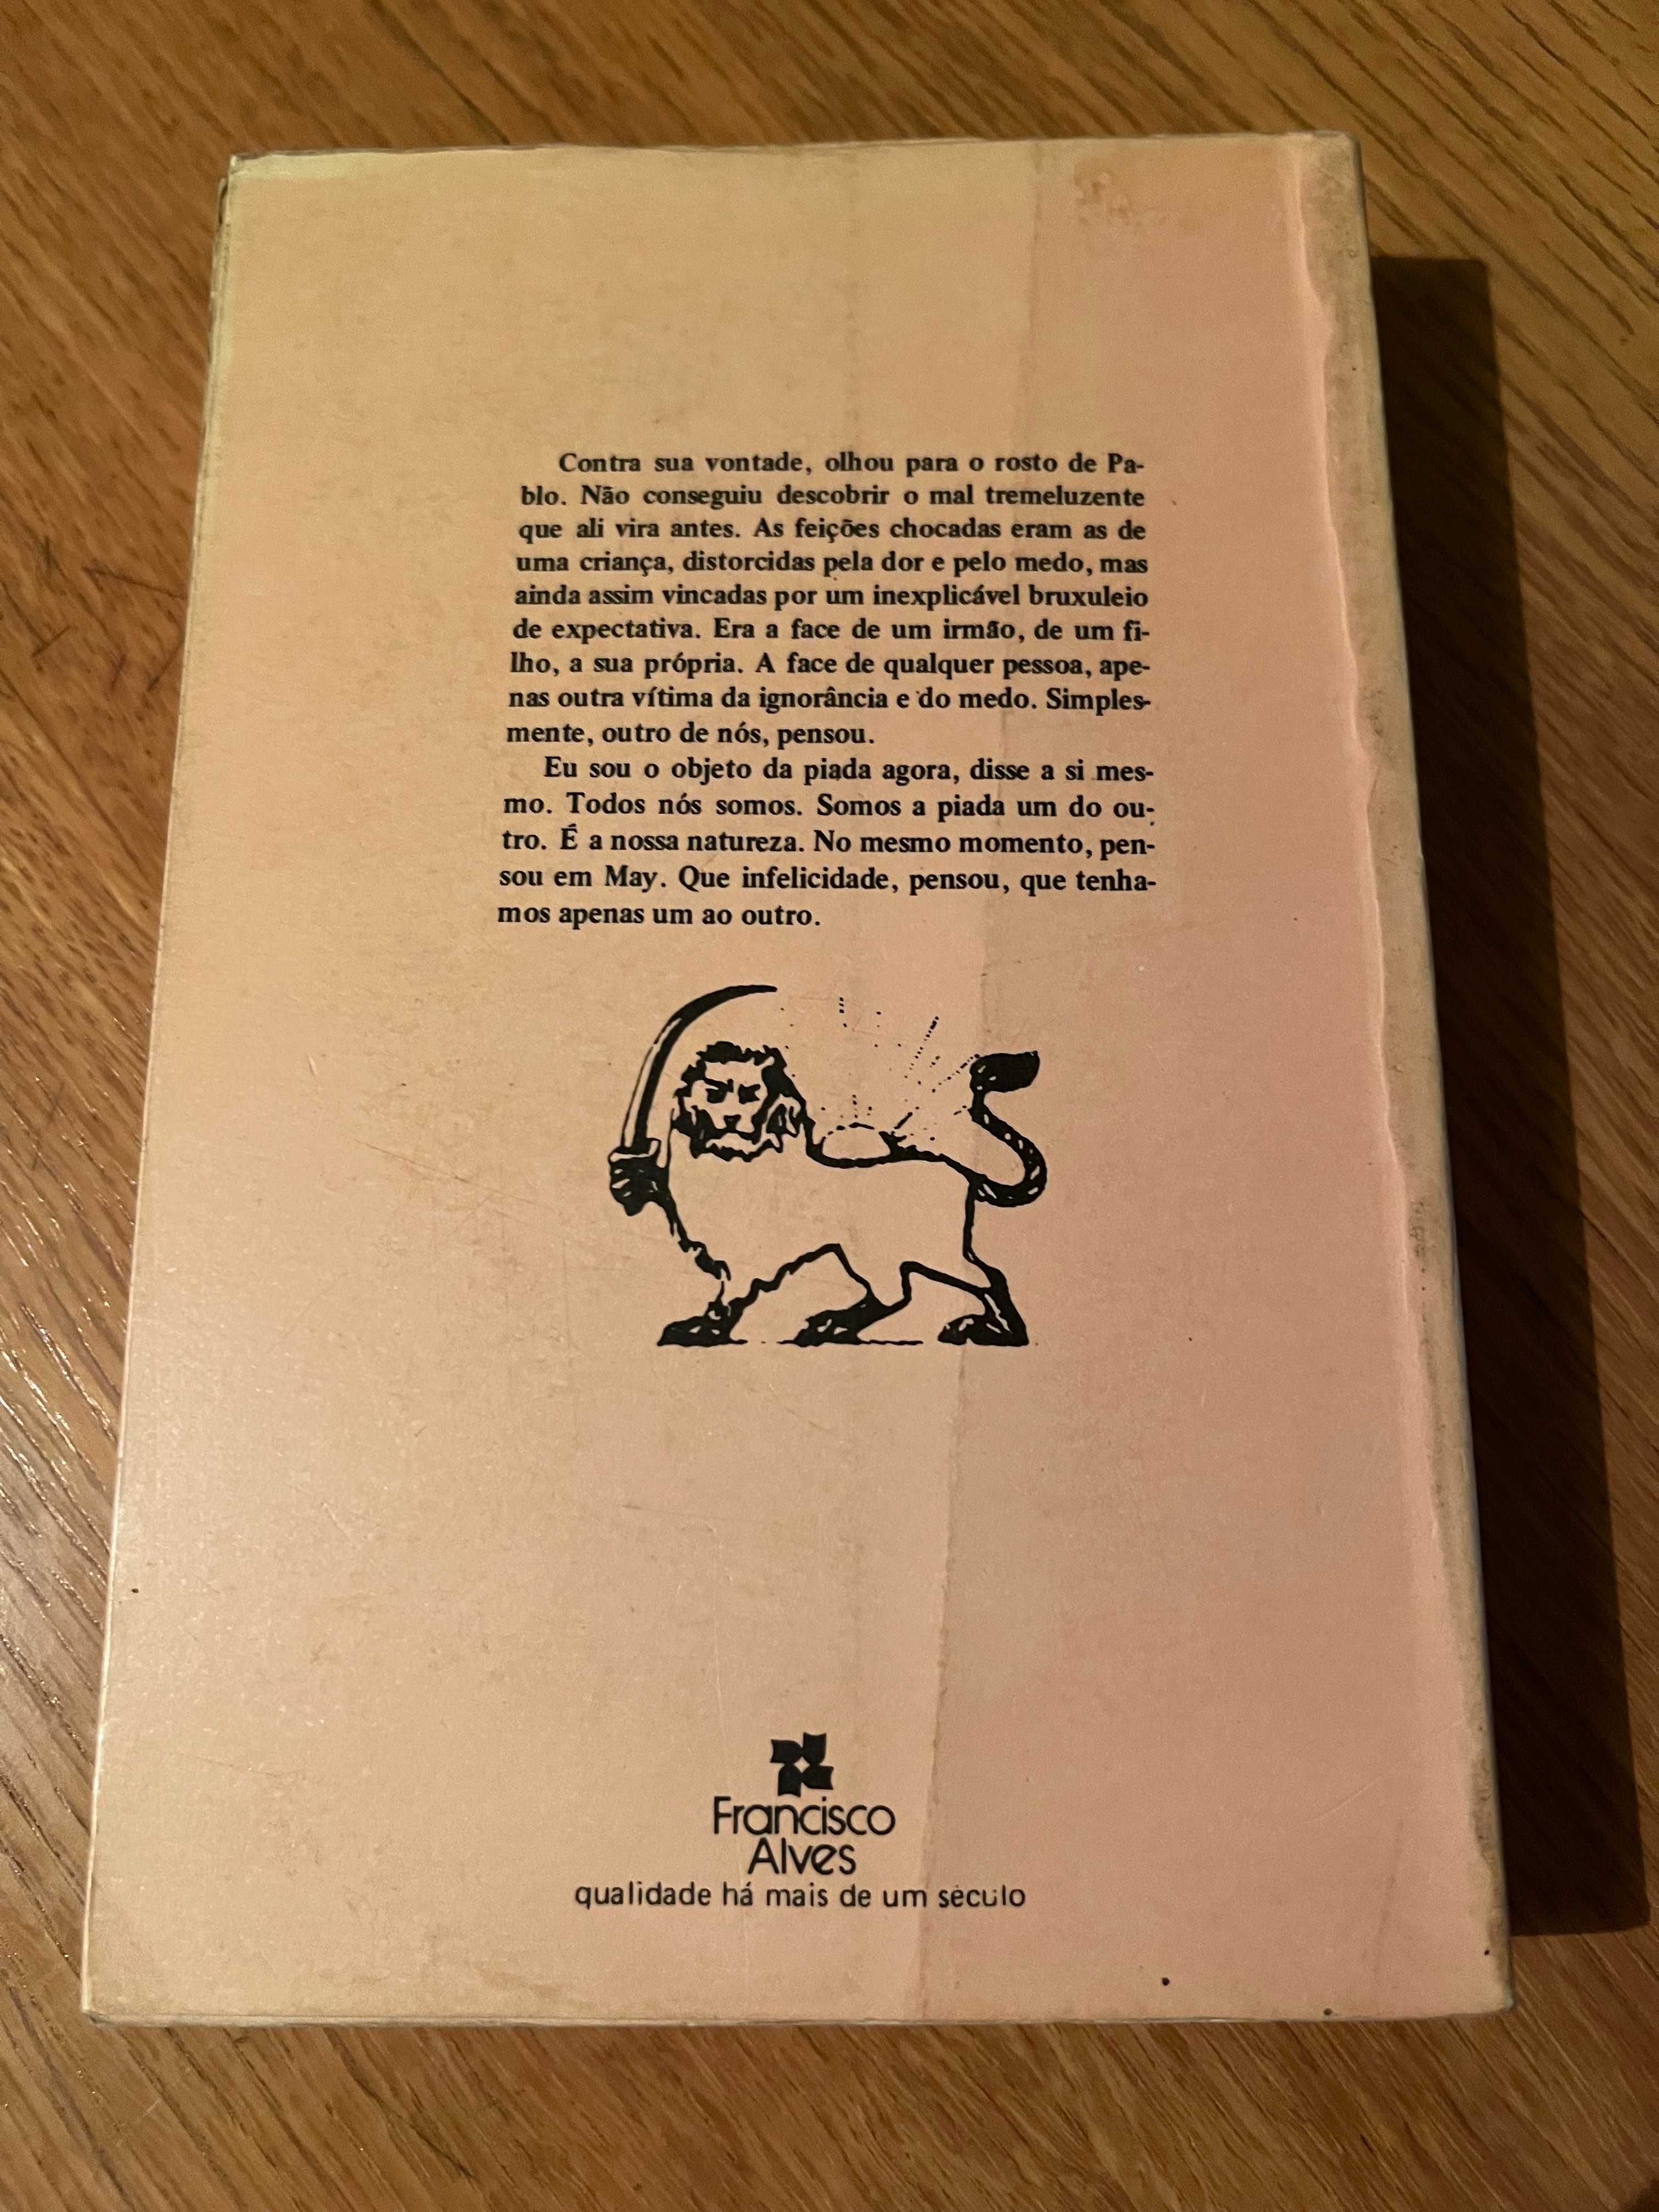 Contra sua vontade, olhou para o rosto de Pa-
blo. Não conseguiu descobrir o mal tremeluzente
que ali vira antes. As feições chocadas eram as de
uma criança, distorcidas pela dor e pelo medo, mas
ainda assim vincadas por um inexplicável bruxuleio
de expectativa. Era a face de um irmão, de um fi-
lho, a sua própria. A face de qualquer pessoa, ape-
nas outra vítima da ignorância e do medo. Simples-
mente, outro de nós, pensou.
Eu sou o objeto da piada agora, disse a si mes-
mo. Todos nós somos. Somos a piada um do ou-
tro. É a nossa natureza. No mesmo momento, pen-
sou em May. Que infelicidade, pensou, que tenha-
mos apenas um ao outro.
Francisco
Alves
qualidade há mais de um século